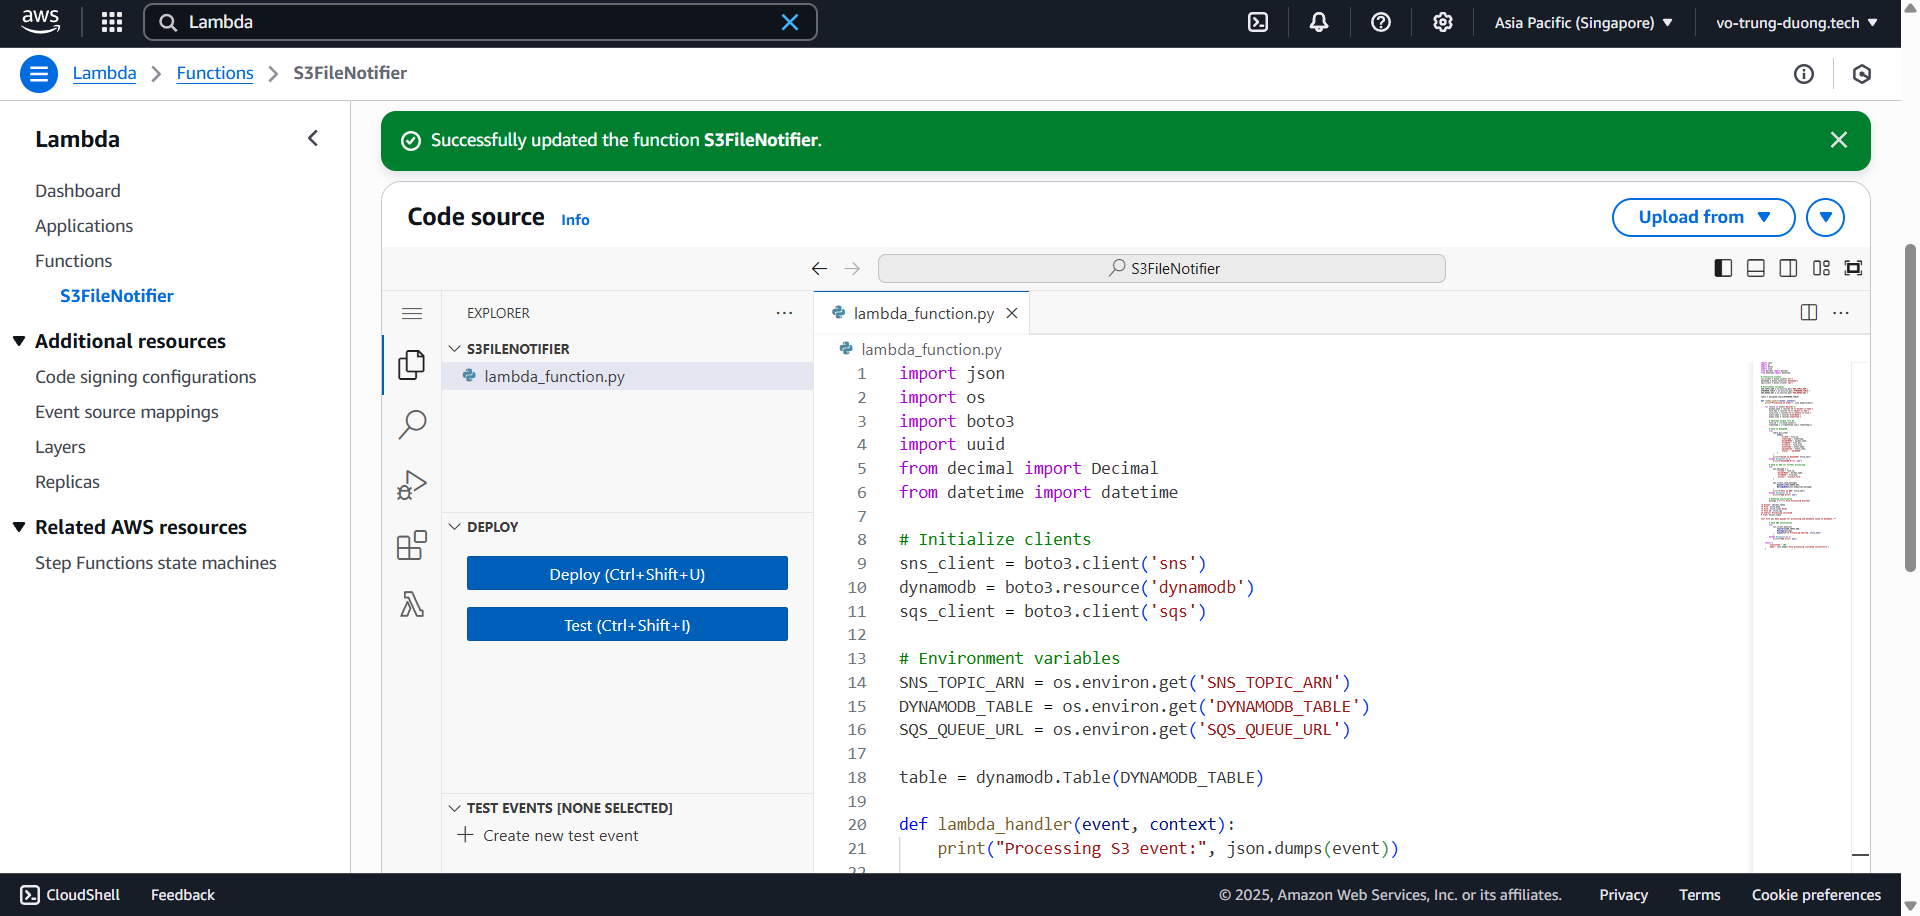 aws
Lambda
Asia Pacific (Singapore)
vo-trung-duong.tech
Lambda
Functions
S3FileNotifier
Lambda
Dashboard
Applications
Functions
S3FileNotifier
Additional resources
Code signing configurations
Event source mappings
Layers
Replicas
Related AWS resources
Step Functions state machines
Successfully updated the function S3FileNotifier.
Code source Info
Upload from
S3FileNotifier
EXPLORER
S3FILENOTIFIER
lambda_function.py
DEPLOY
Deploy (Ctrl+Shift+U)
Test (Ctrl+Shift+I)
TEST EVENTS [NONE SELECTED]
Create new test event
lambda_function.py
lambda_function.py
1 import json
2 import os
3 import boto3
4 import uuid
5 from decimal import Decimal
6 from datetime import datetime
7
8 # Initialize clients
9 sns_client = boto3.client('sns')
10 dynamodb = boto3.resource('dynamodb')
11 sqs_client = boto3.client('sqs')
12
13 # Environment variables
14 SNS_TOPIC_ARN = os.environ.get('SNS_TOPIC_ARN')
15 DYNAMODB_TABLE = os.environ.get('DYNAMODB_TABLE')
16 SQS_QUEUE_URL = os.environ.get('SQS_QUEUE_URL')
17
18 table = dynamodb.Table(DYNAMODB_TABLE)
19
20 def lambda_handler(event, context):
21 print("Processing S3 event:", json.dumps(event))
CloudShell
Feedback
© 2025, Amazon Web Services, Inc. or its affiliates.
Privacy
Terms
Cookie preferences